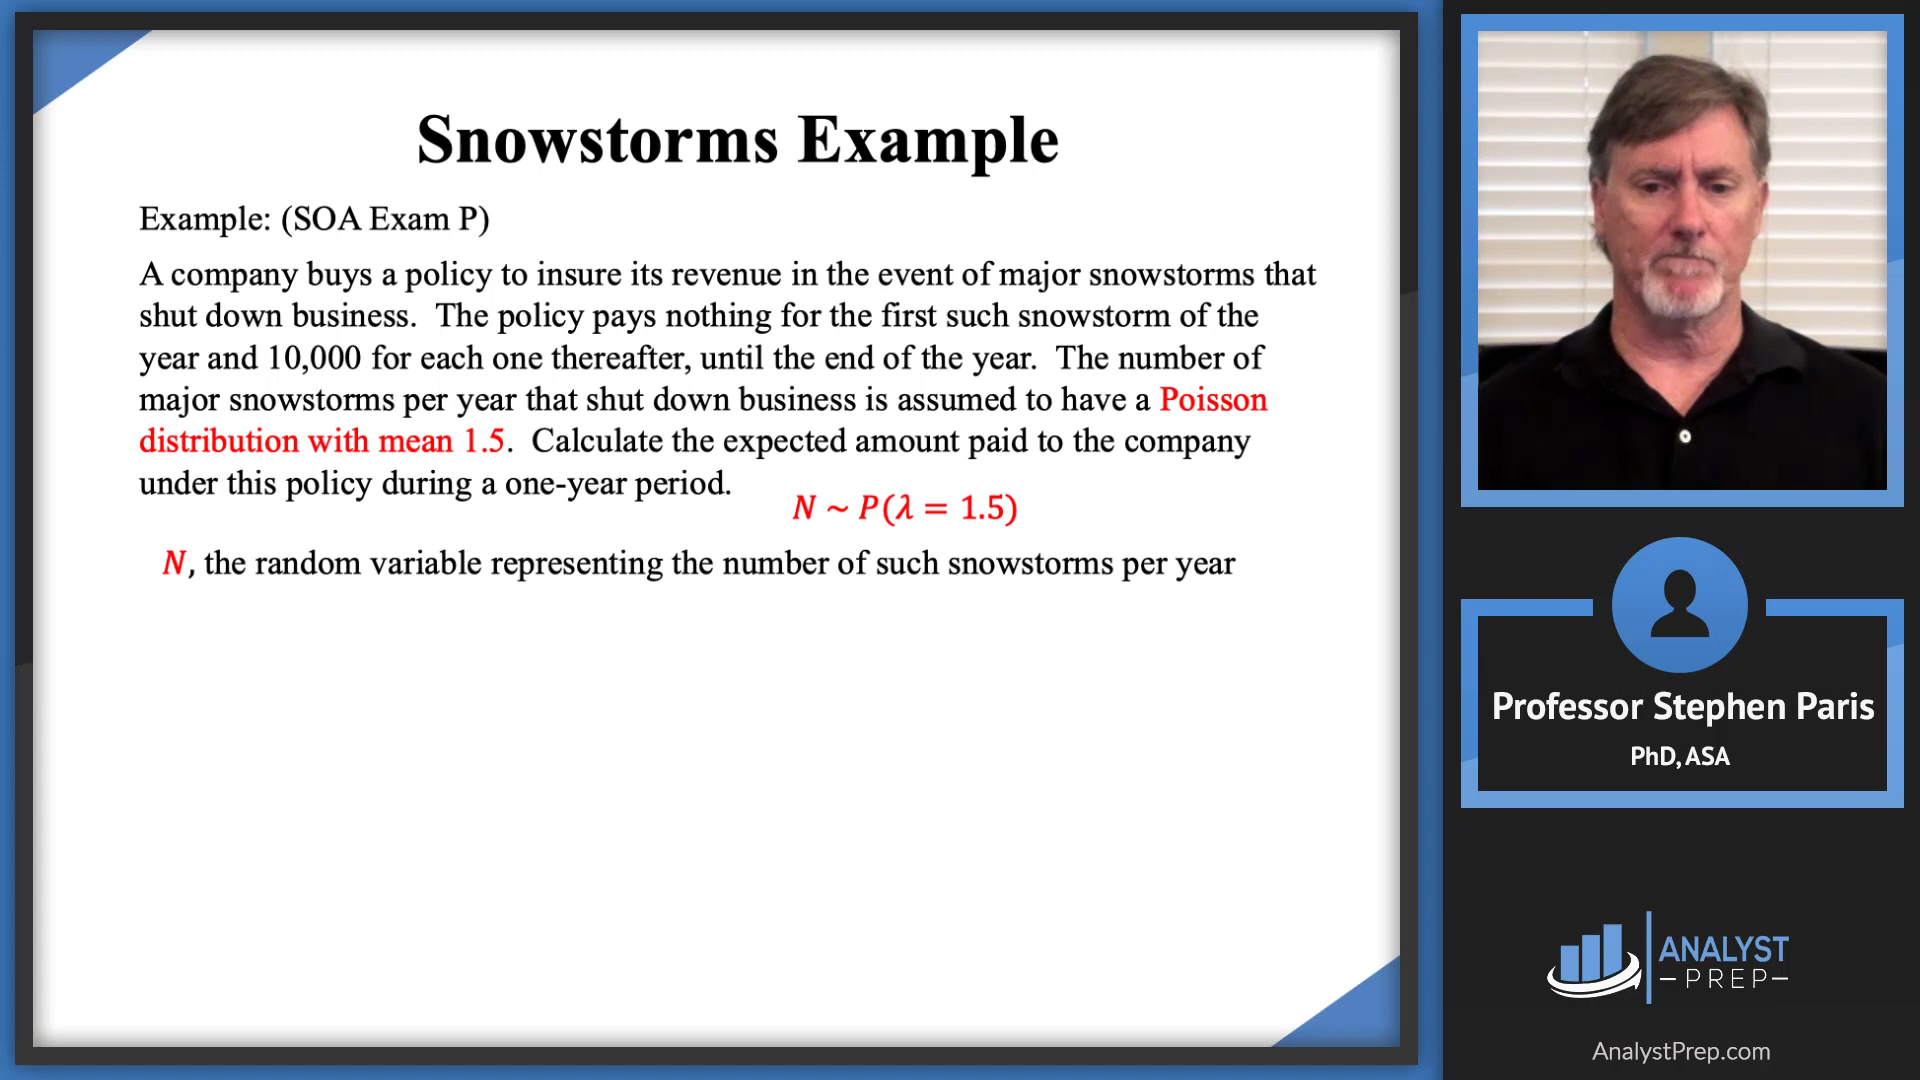 Snowstorms Example
Example: (SOA Exam P)
A company buys a policy to insure its revenue in the event of major snowstorms that
shut down business.  The policy pays nothing for the first such snowstorm of the
year and 10,000 for each one thereafter, until the end of the year.  The number of
major snowstorms per year that shut down business is assumed to have a Poisson
distribution with mean 1.5.  Calculate the expected amount paid to the company
under this policy during a one-year period.
N ~ P(λ = 1.5)
N, the random variable representing the number of such snowstorms per year
Professor Stephen Paris
PhD, ASA
ANALYST
PREP
AnalystPrep.com